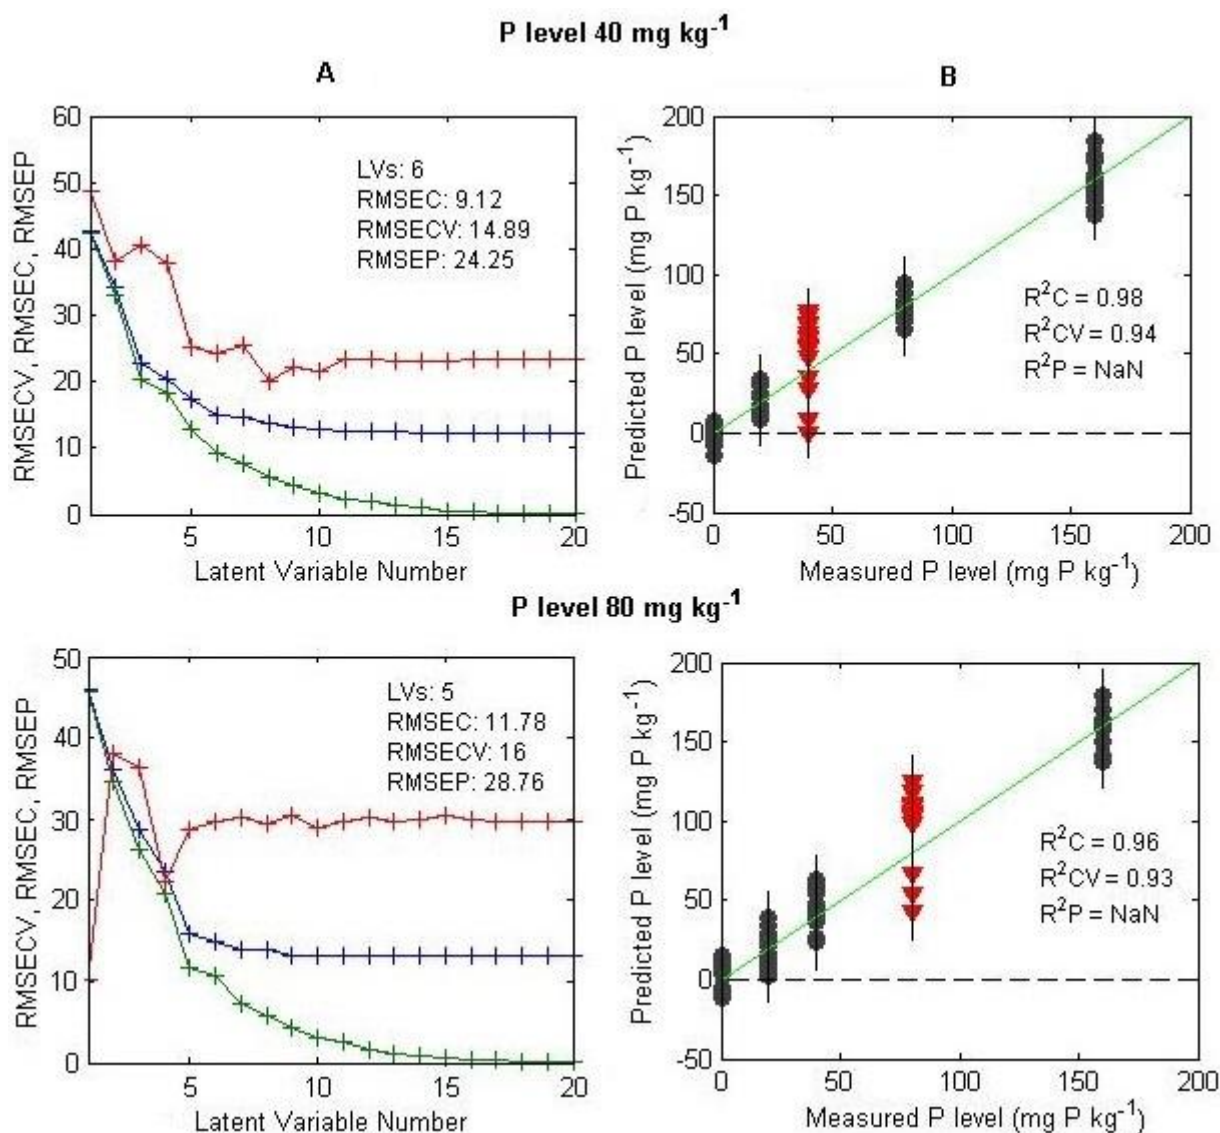 P level 40 mg kg⁻¹
A
B
60
50
40
30
20
10
0
RMSECV, RMSEC, RMSEP
LVs: 6
RMSEC: 9.12
RMSECV: 14.89
RMSEP: 24.25
5
10
15
20
Latent Variable Number
200
150
100
50
0
-50
Predicted P level (mg P kg⁻¹)
R²C = 0.98
R²CV = 0.94
R²P = NaN
0
50
100
150
200
Measured P level (mg P kg⁻¹)
P level 80 mg kg⁻¹
50
40
30
20
10
0
RMSECV, RMSEC, RMSEP
LVs: 5
RMSEC: 11.78
RMSECV: 16
RMSEP: 28.76
5
10
15
20
Latent Variable Number
200
150
100
50
0
-50
Predicted P level (mg P kg⁻¹)
R²C = 0.96
R²CV = 0.93
R²P = NaN
0
50
100
150
200
Measured P level (mg P kg⁻¹)